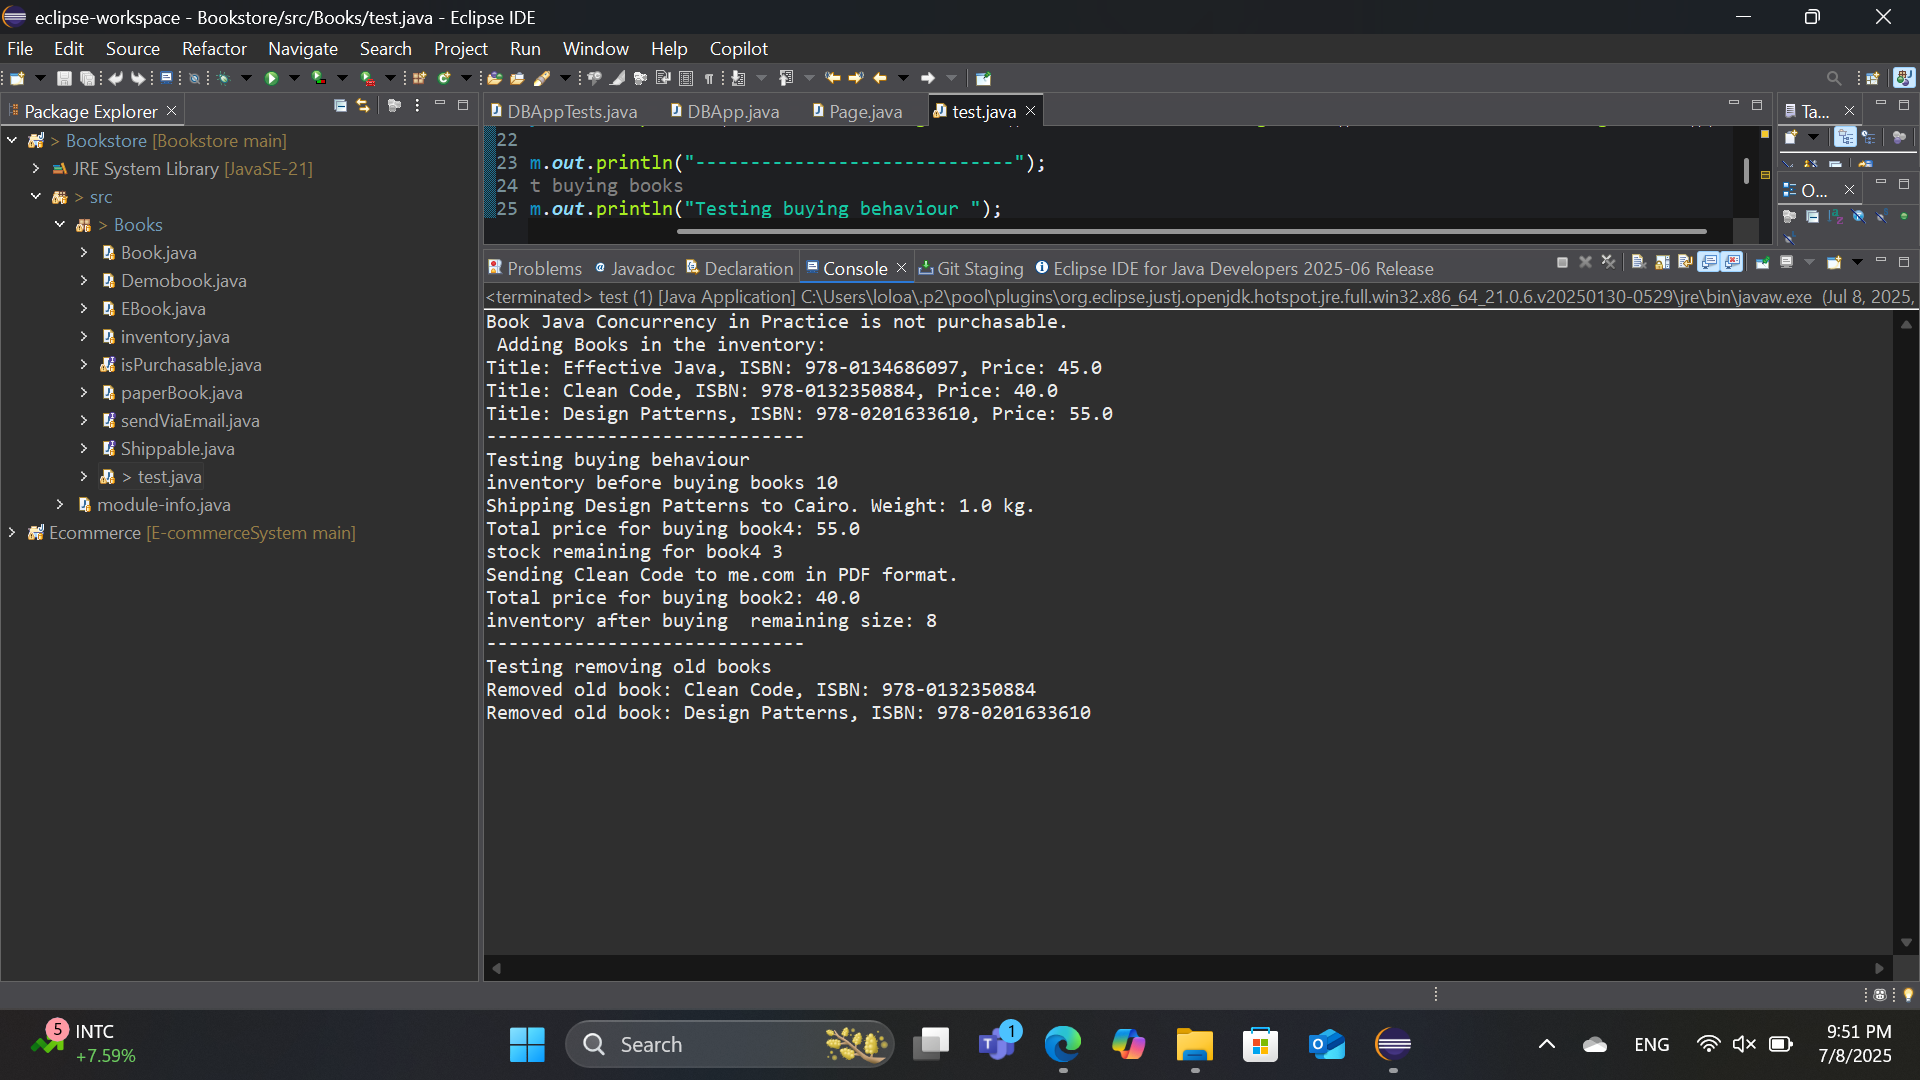 eclipse-workspace - Bookstore/src/Books/test.java - Eclipse IDE
File Edit Source Refactor Navigate Search Project Run Window Help Copilot
Package Explorer
> Bookstore [Bookstore main]
JRE System Library [JavaSE-21]
> src
> Books
Book.java
Demobook.java
EBook.java
inventory.java
isPurchasable.java
paperBook.java
sendViaEmail.java
Shippable.java
> test.java
module-info.java
Ecommerce [E-commerceSystem main]
DBAppTests.java DBApp.java Page.java test.java
22
23 m.out.println("-----------------------------");
24 t buying books
25 m.out.println("Testing buying behaviour ");
Ta...
O...
Problems Javadoc Declaration Console Git Staging Eclipse IDE for Java Developers 2025-06 Release
<terminated> test (1) [Java Application] C:\Users\loloa\.p2\pool\plugins\org.eclipse.justj.openjdk.hotspot.jre.full.win32.x86_64_21.0.6.v20250130-0529\jre\bin\javaw.exe (Jul 8, 2025,
Book Java Concurrency in Practice is not purchasable.
Adding Books in the inventory:
Title: Effective Java, ISBN: 978-0134686097, Price: 45.0
Title: Clean Code, ISBN: 978-0132350884, Price: 40.0
Title: Design Patterns, ISBN: 978-0201633610, Price: 55.0
-----------------------------
Testing buying behaviour
inventory before buying books 10
Shipping Design Patterns to Cairo. Weight: 1.0 kg.
Total price for buying book4: 55.0
stock remaining for book4 3
Sending Clean Code to me.com in PDF format.
Total price for buying book2: 40.0
inventory after buying  remaining size: 8
-----------------------------
Testing removing old books
Removed old book: Clean Code, ISBN: 978-0132350884
Removed old book: Design Patterns, ISBN: 978-0201633610
5
INTC
+7.59%
Search
1
ENG
9:51 PM
7/8/2025